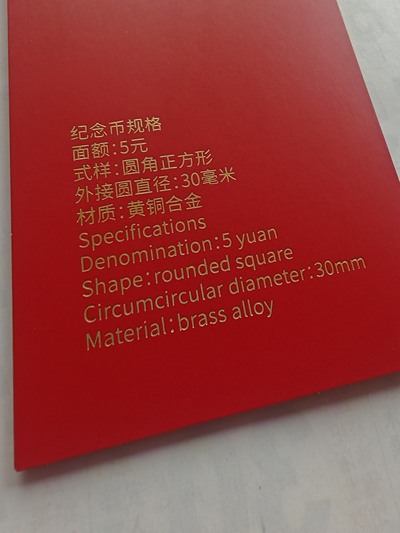 纪念币规格
面额:5元
式样:圆角正方形
外接圆直径:30毫米
材质:黄铜合金
Specifications
Denomination:5 yuan
Shape:rounded square
Circumcircular diameter:30mm
Material:brass alloy